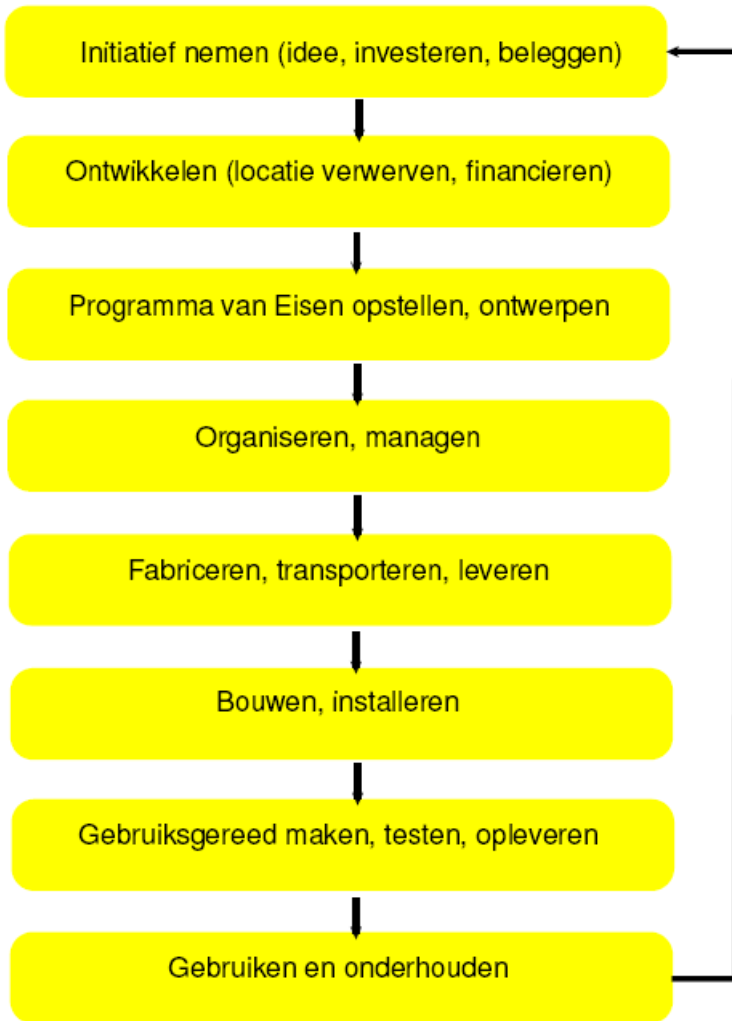 Initiatief nemen (idee, investeren, beleggen)
Ontwikkelen (locatie verwerven, financieren)
Programma van Eisen opstellen, ontwerpen
Organiseren, managen
Fabriceren, transporteren, leveren
Bouwen, installeren
Gebruiksgereed maken, testen, opleveren
Gebruiken en onderhouden